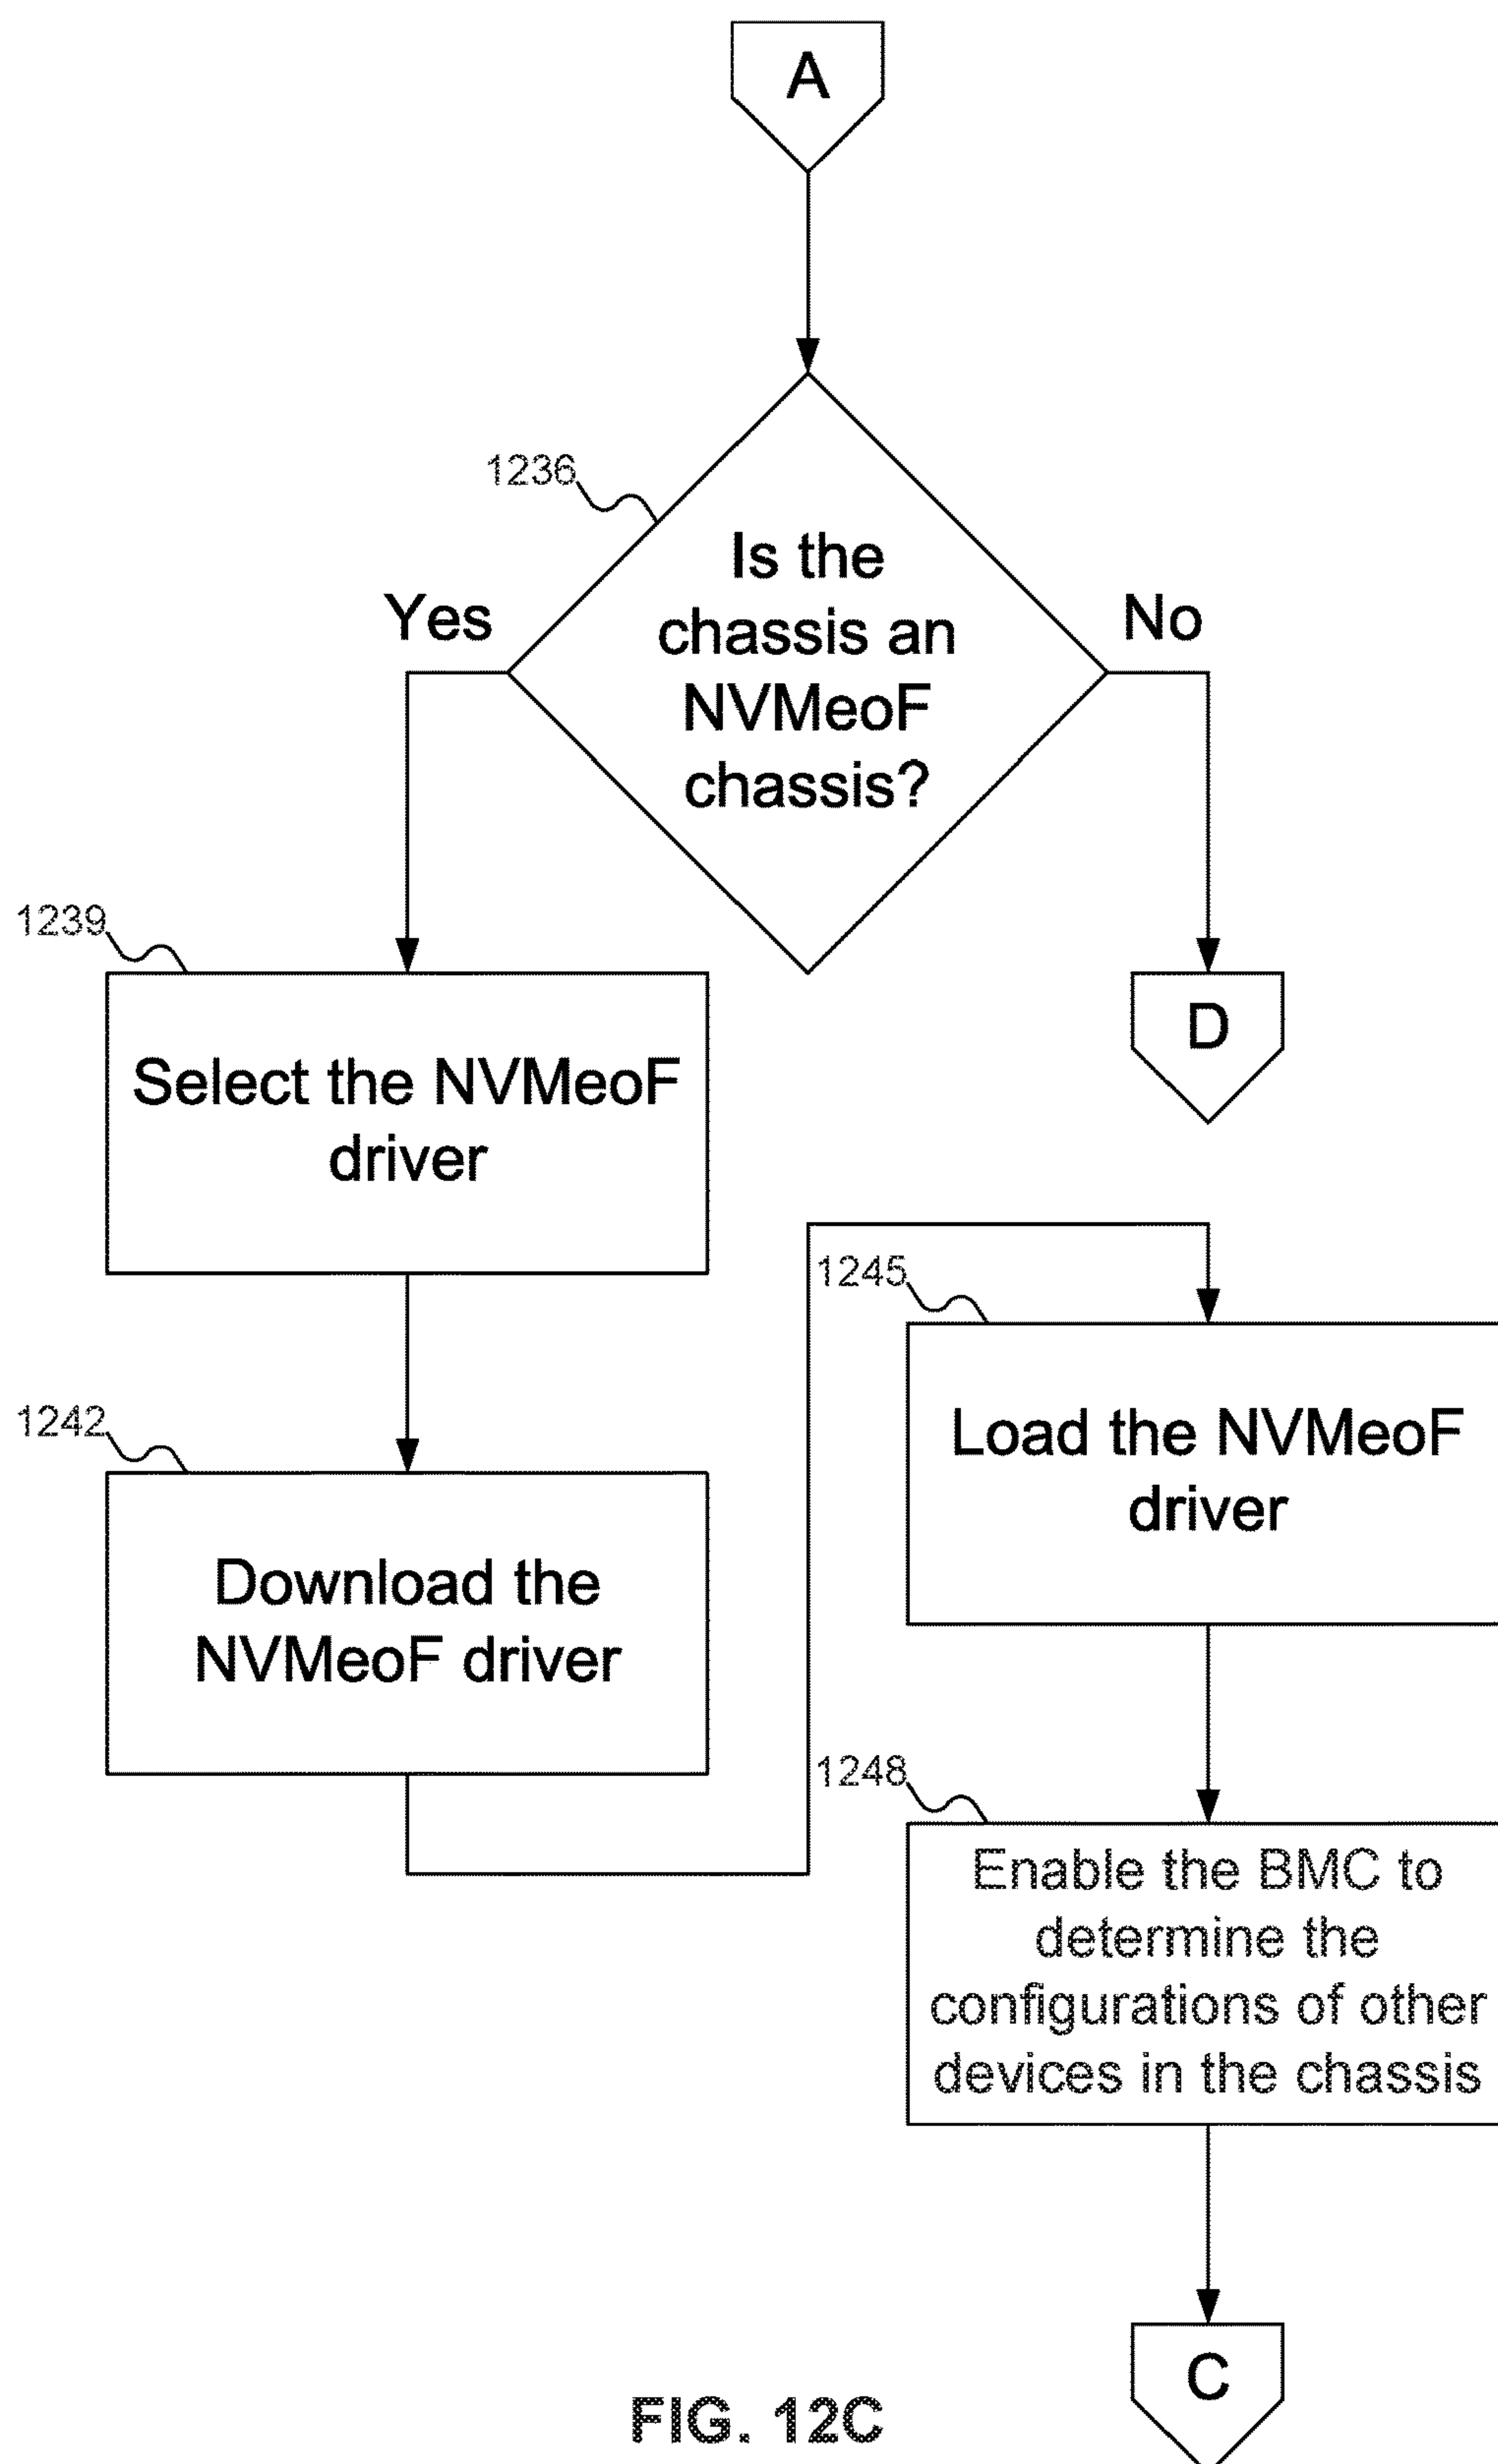 A
1236
Is the
chassis an
NVMeoF
chassis?
Yes
No
1239
Select the NVMeoF
driver
D
1242
Download the
NVMeoF driver
1245
Load the NVMeoF
driver
1248
Enable the BMC to
determine the
configurations of other
devices in the chassis
C
FIG. 12C